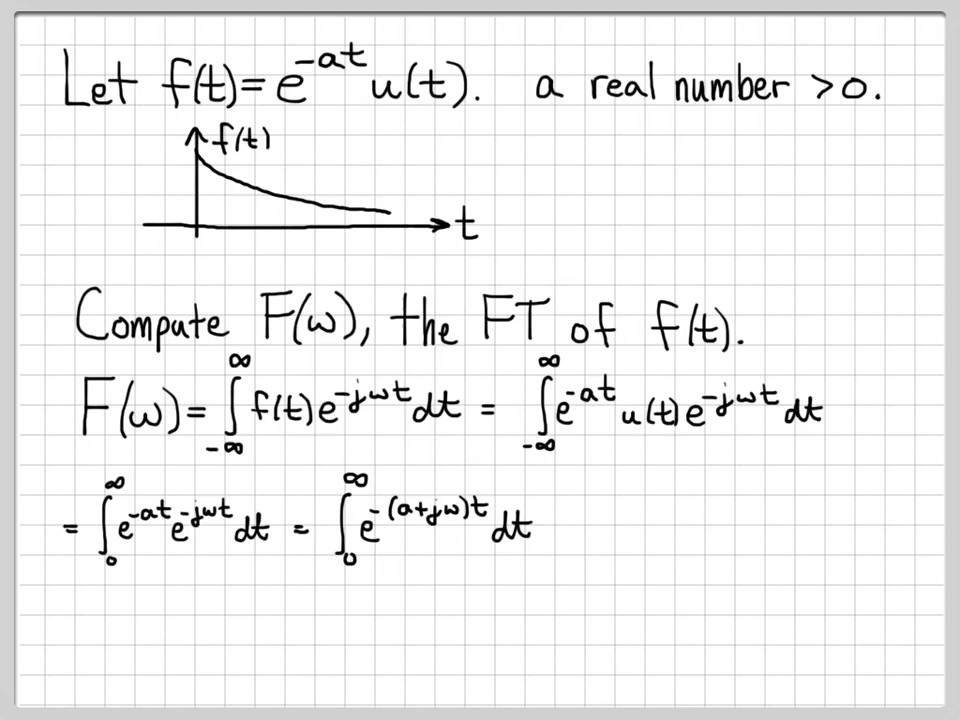 Let f(t) = e^{-at} u(t). a real number > 0.
f(t)
t
Compute F(ω), the FT of f(t).
F(ω) = ∫_{-∞}^{∞} f(t) e^{-jωt} dt = ∫_{-∞}^{∞} e^{-at} u(t) e^{-jωt} dt
= ∫_{0}^{∞} e^{-at} e^{-jωt} dt = ∫_{0}^{∞} e^{-(a+jω)t} dt